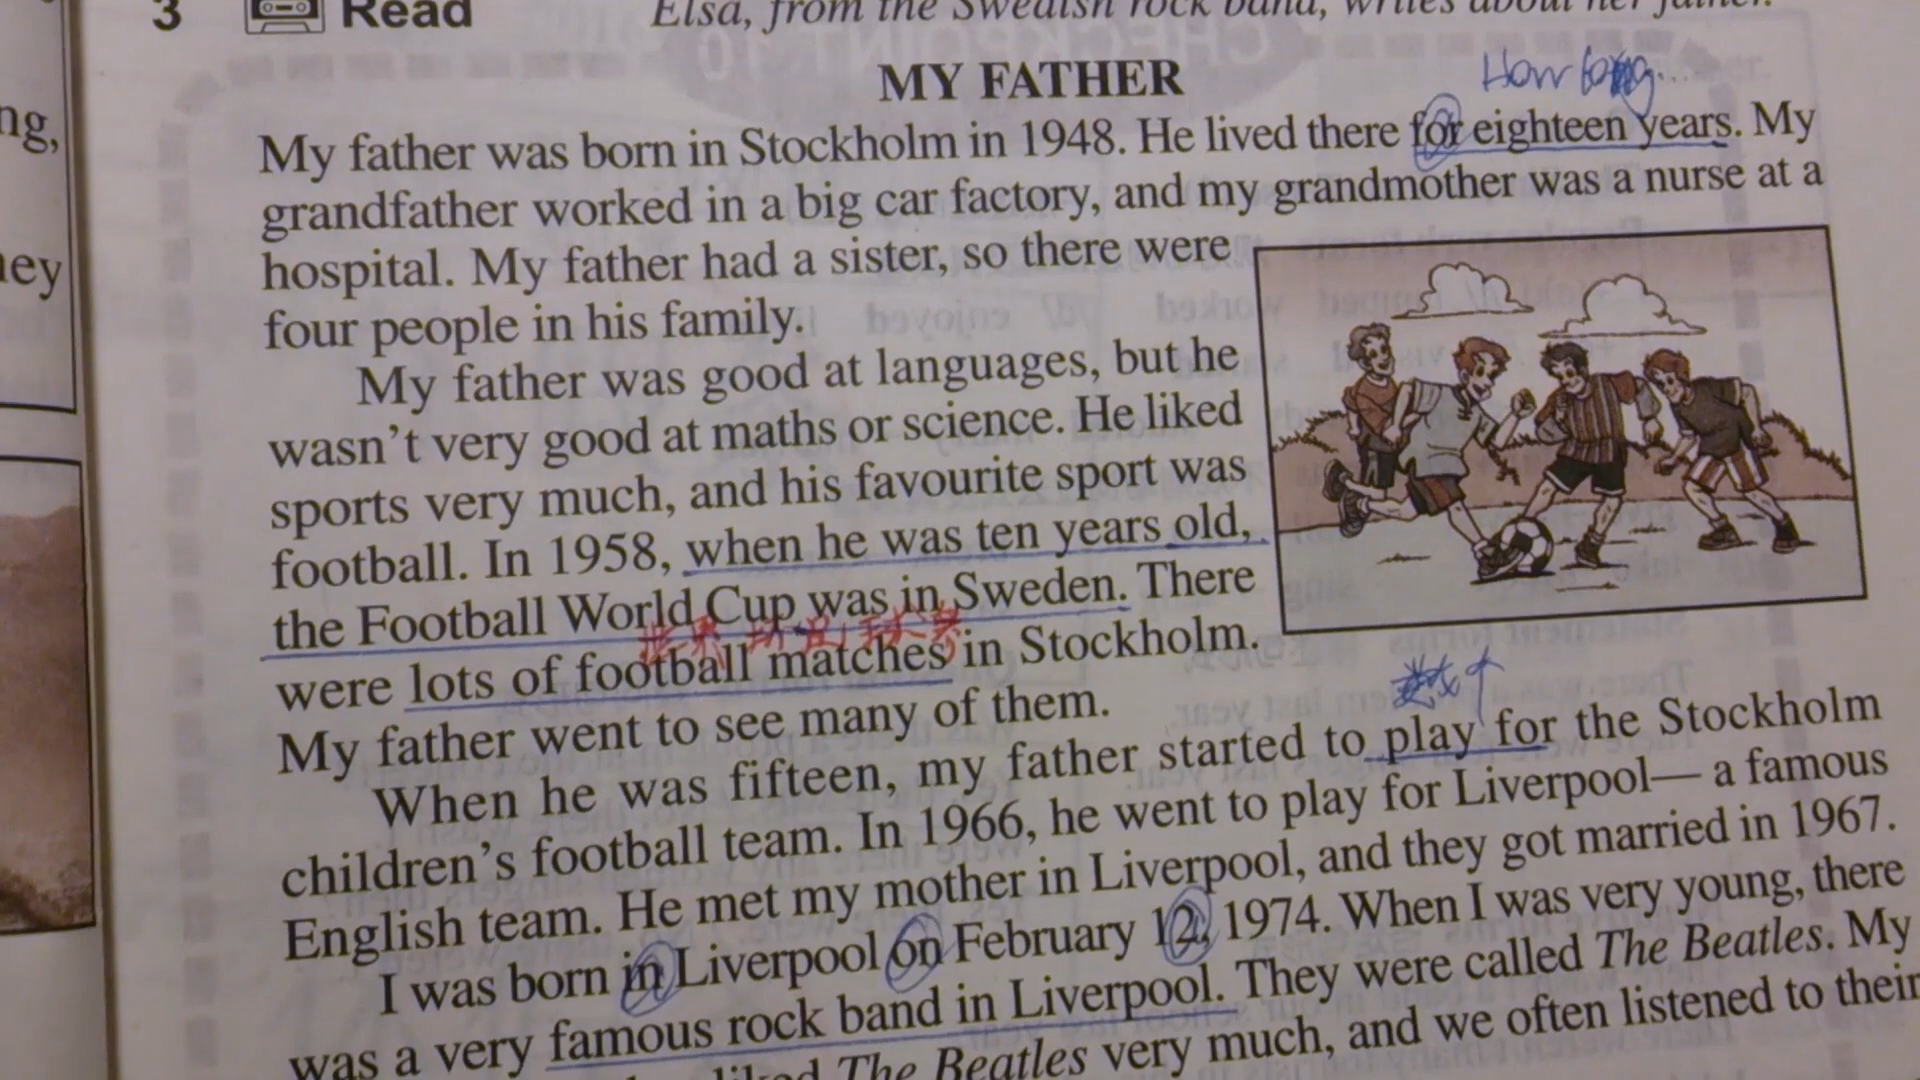 3 Read Elsa, from the Swedish rock band, writes about her father.
MY FATHER
How long...
ng,
My father was born in Stockholm in 1948. He lived there for eighteen years. My
grandfather worked in a big car factory, and my grandmother was a nurse at a
hospital. My father had a sister, so there were
four people in his family.
My father was good at languages, but he
wasn't very good at maths or science. He liked
sports very much, and his favourite sport was
football. In 1958, when he was ten years old,
the Football World Cup was in Sweden. There
were lots of football matches in Stockholm.
My father went to see many of them.
When he was fifteen, my father started to play for the Stockholm
children's football team. In 1966, he went to play for Liverpool— a famous
English team. He met my mother in Liverpool, and they got married in 1967.
I was born in Liverpool on February 12, 1974. When I was very young, there
was a very famous rock band in Liverpool. They were called The Beatles. My
liked The Beatles very much, and we often listened to their